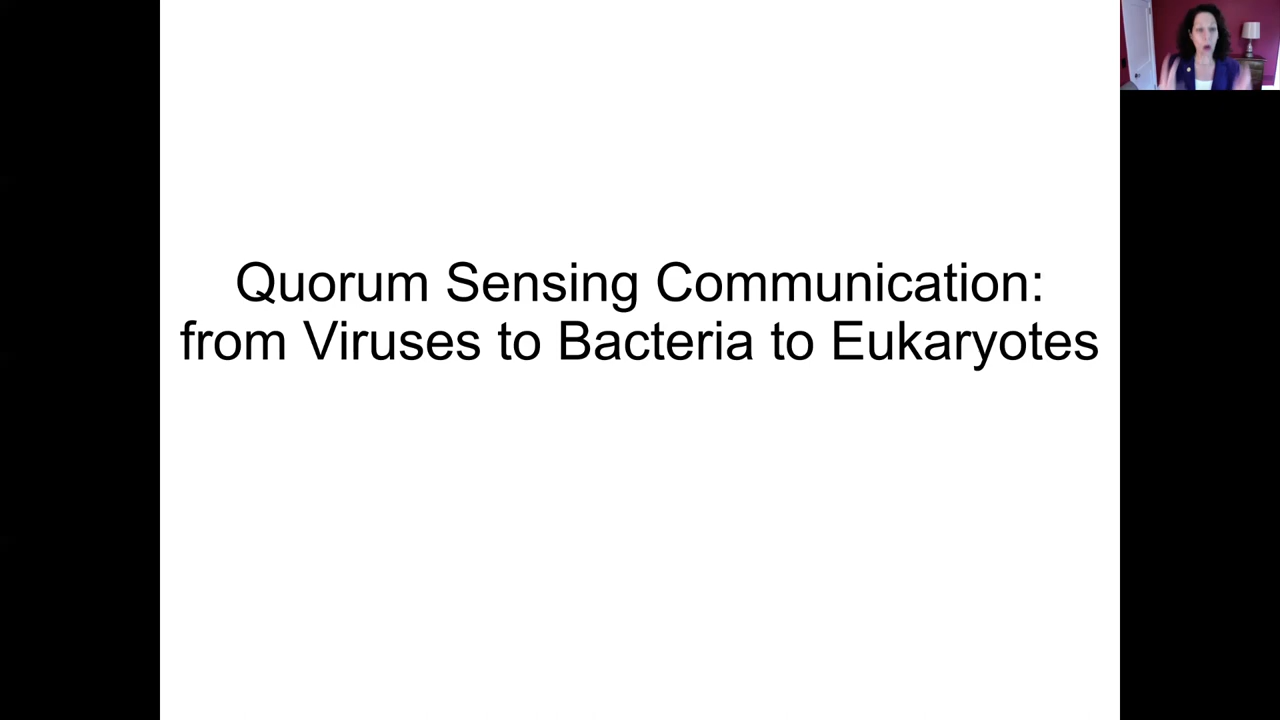 Quorum Sensing Communication:
from Viruses to Bacteria to Eukaryotes